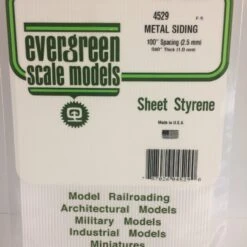 4529
METAL SIDING
.100" Spacing (2.5 mm)
.040" Thick (1.0 mm)
evergreen
scale models
Sheet Styrene
Made in U.S.A.
Model Railroading
Architectural Models
Military Models
Industrial Models
Miniatures